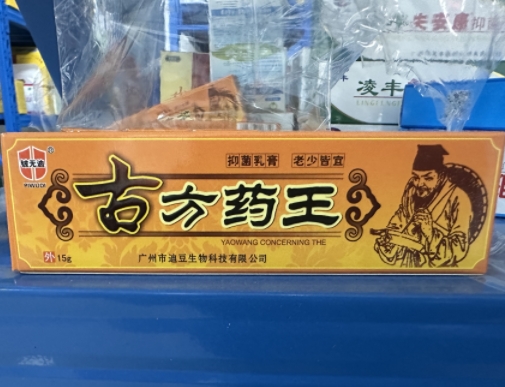 抑菌乳膏 老少皆宜
古方药王
YAOWANG CONCERNING THE
外 15g
广州市迪豆生物科技有限公司
凌丰